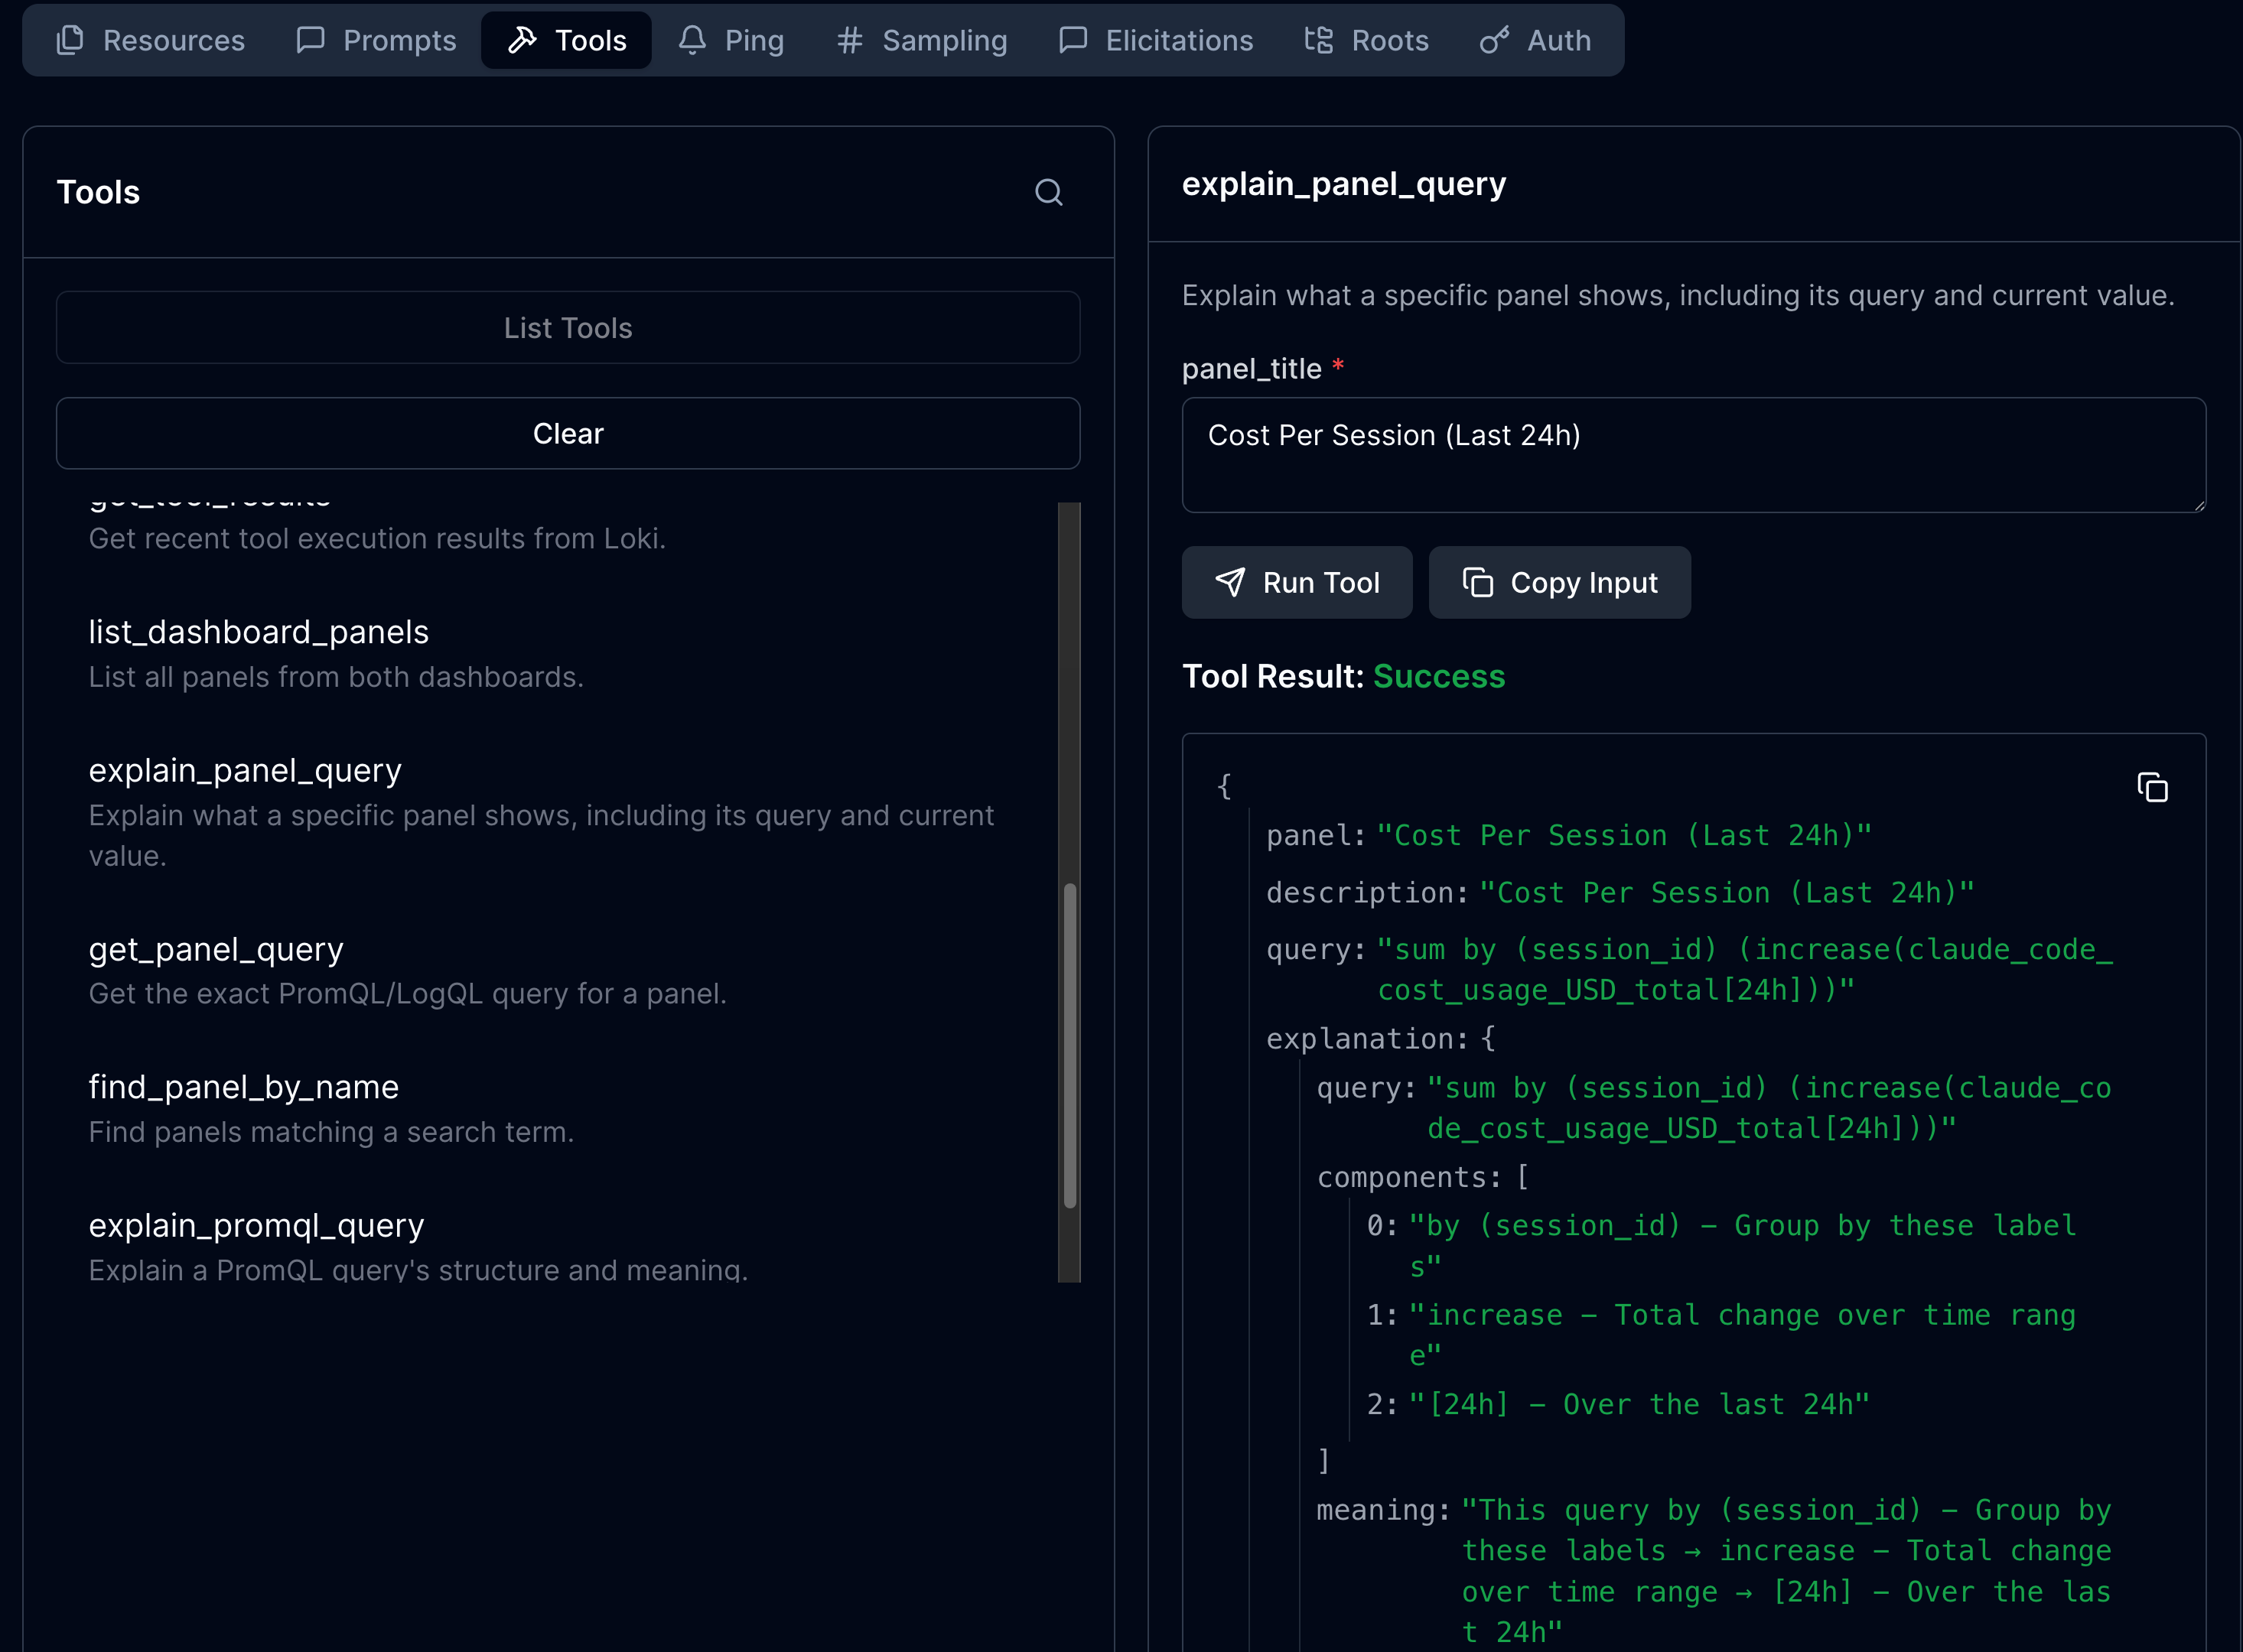 Resources Prompts Tools Ping Sampling Elicitations Roots Auth
Tools
List Tools
Clear
get_tool_results
Get recent tool execution results from Loki.
list_dashboard_panels
List all panels from both dashboards.
explain_panel_query
Explain what a specific panel shows, including its query and current
value.
get_panel_query
Get the exact PromQL/LogQL query for a panel.
find_panel_by_name
Find panels matching a search term.
explain_promql_query
Explain a PromQL query's structure and meaning.
explain_panel_query
Explain what a specific panel shows, including its query and current value.
panel_title *
Cost Per Session (Last 24h)
Run Tool Copy Input
Tool Result: Success
{
panel: "Cost Per Session (Last 24h)"
description: "Cost Per Session (Last 24h)"
query: "sum by (session_id) (increase(claude_code_
cost_usage_USD_total[24h]))"
explanation: {
query: "sum by (session_id) (increase(claude_co
de_cost_usage_USD_total[24h]))"
components: [
0: "by (session_id) – Group by these label
s"
1: "increase – Total change over time rang
e"
2: "[24h] – Over the last 24h"
]
meaning: "This query by (session_id) – Group by
these labels → increase – Total change
over time range → [24h] – Over the las
t 24h"